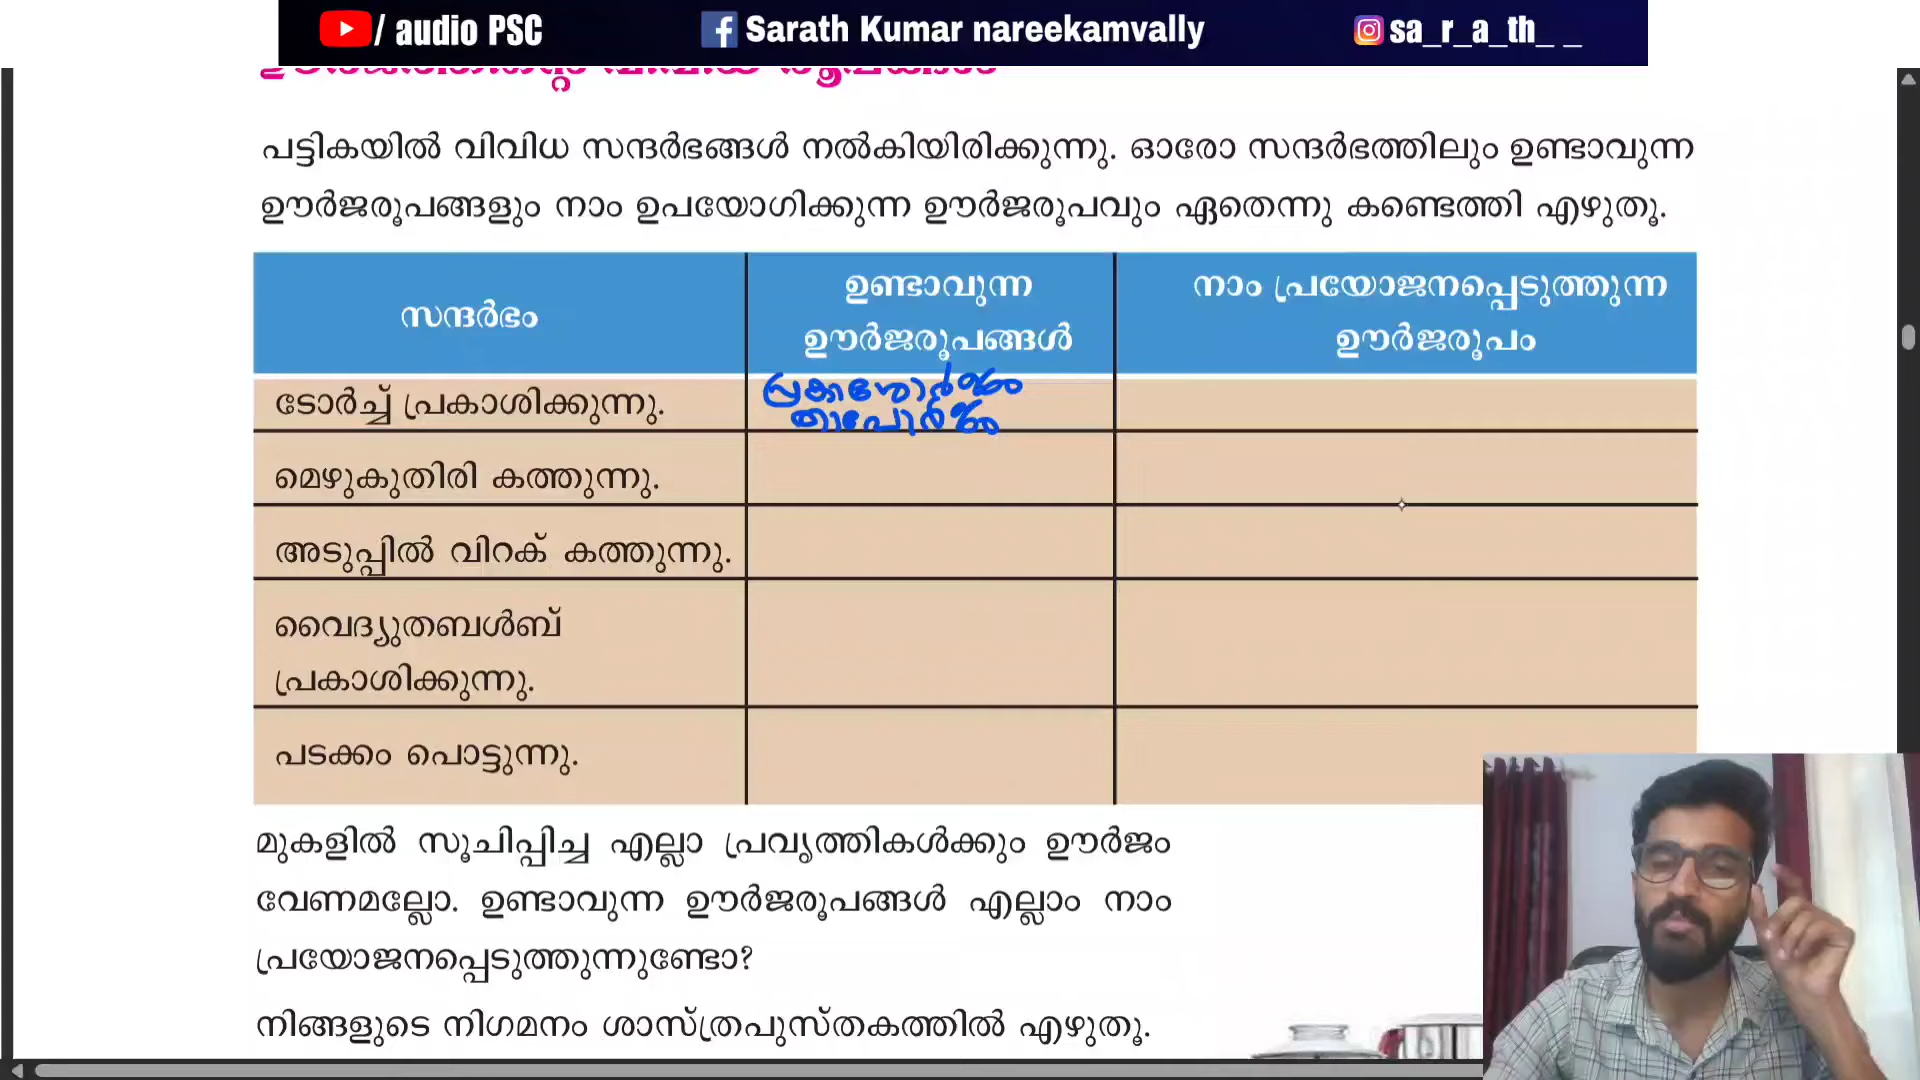 / audio PSC
Sarath Kumar nareekamvally
sa_r_a_th_ _
ഊർജത്തിന്റെ വിവിധ രൂപങ്ങൾ
പട്ടികയിൽ വിവിധ സന്ദർഭങ്ങൾ നൽകിയിരിക്കുന്നു. ഓരോ സന്ദർഭത്തിലും ഉണ്ടാവുന്ന
ഊർജരൂപങ്ങളും നാം ഉപയോഗിക്കുന്ന ഊർജരൂപവും ഏതെന്നു കണ്ടെത്തി എഴുതൂ.
സന്ദർഭം
ഉണ്ടാവുന്ന
ഊർജരൂപങ്ങൾ
നാം പ്രയോജനപ്പെടുത്തുന്ന
ഊർജരൂപം
ടോർച്ച് പ്രകാശിക്കുന്നു.
പ്രകാശോർജം
താപോർജം
മെഴുകുതിരി കത്തുന്നു.
അടുപ്പിൽ വിറക് കത്തുന്നു.
വൈദ്യുതബൾബ്
പ്രകാശിക്കുന്നു.
പടക്കം പൊട്ടുന്നു.
മുകളിൽ സൂചിപ്പിച്ച എല്ലാ പ്രവൃത്തികൾക്കും ഊർജം
വേണമല്ലോ. ഉണ്ടാവുന്ന ഊർജരൂപങ്ങൾ എല്ലാം നാം
പ്രയോജനപ്പെടുത്തുന്നുണ്ടോ?
നിങ്ങളുടെ നിഗമനം ശാസ്ത്രപുസ്തകത്തിൽ എഴുതൂ.